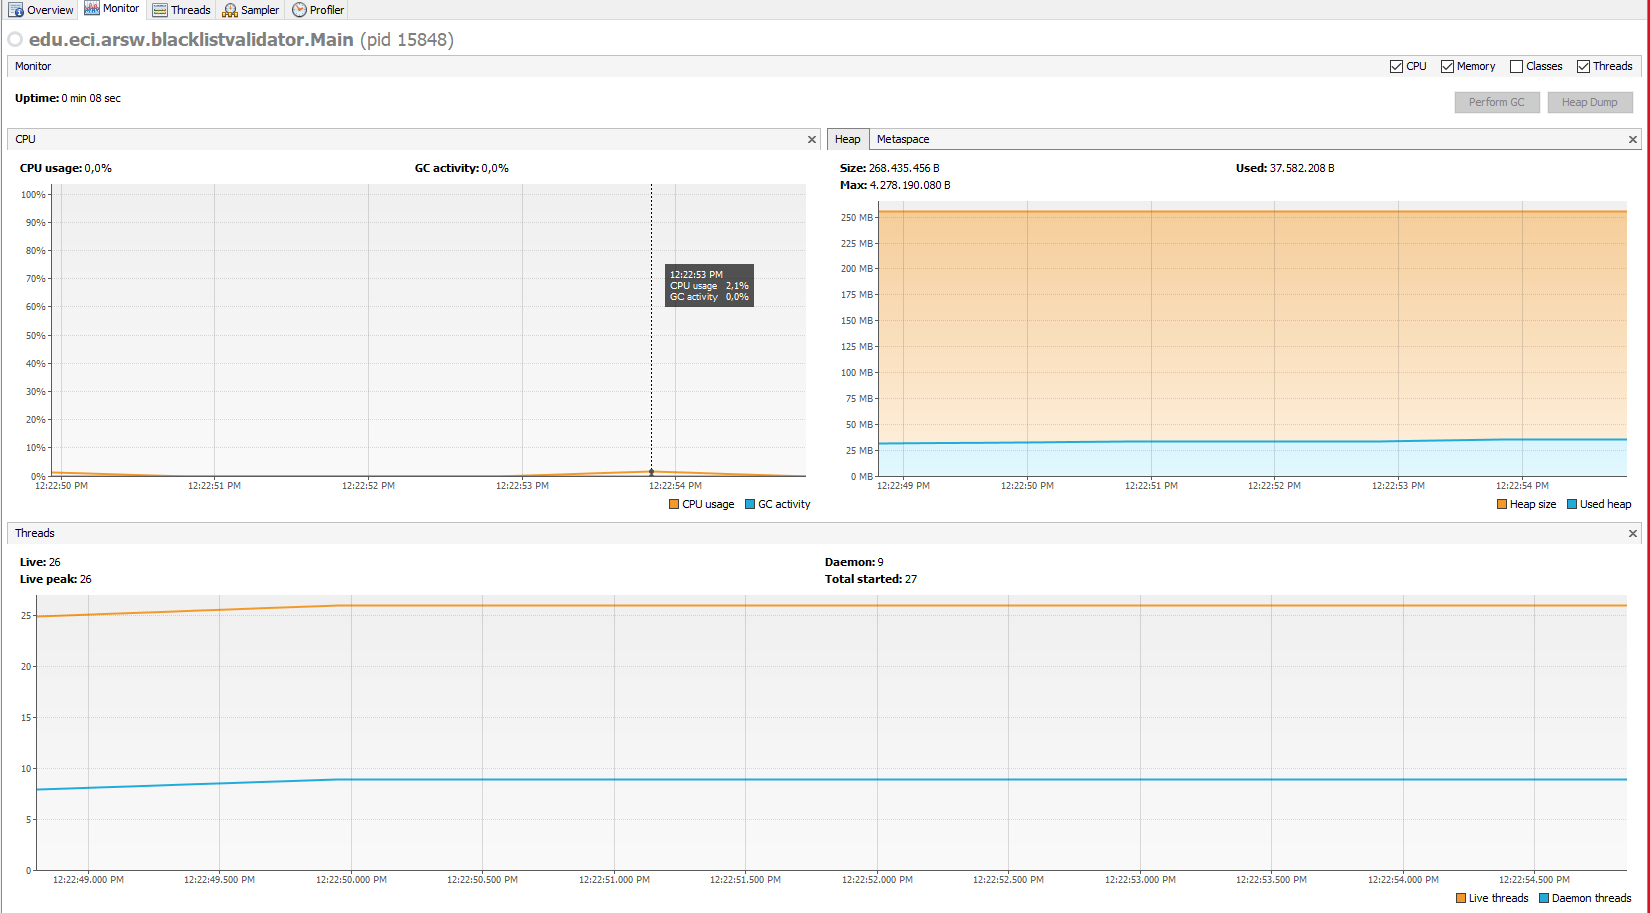 Overview Monitor Threads Sampler Profiler
edu.eci.arsw.blacklistvalidator.Main (pid 15848)
Monitor
CPU Memory Classes Threads
Uptime: 0 min 08 sec
Perform GC Heap Dump
CPU
CPU usage: 0,0% GC activity: 0,0%
100%
90%
80%
70%
60%
50%
40%
30%
20%
10%
0%
12:22:53 PM
CPU usage 2,1%
GC activity 0,0%
12:22:50 PM 12:22:51 PM 12:22:52 PM 12:22:53 PM 12:22:54 PM
CPU usage GC activity
Heap Metaspace
Size: 268.435.456 B Used: 37.582.208 B
Max: 4.278.190.080 B
250 MB
225 MB
200 MB
175 MB
150 MB
125 MB
100 MB
75 MB
50 MB
25 MB
0 MB
12:22:49 PM 12:22:50 PM 12:22:51 PM 12:22:52 PM 12:22:53 PM 12:22:54 PM
Heap size Used heap
Threads
Live: 26 Daemon: 9
Live peak: 26 Total started: 27
25
20
15
10
5
0
12:22:49.000 PM 12:22:49.500 PM 12:22:50.000 PM 12:22:50.500 PM 12:22:51.000 PM 12:22:51.500 PM 12:22:52.000 PM 12:22:52.500 PM 12:22:53.000 PM 12:22:53.500 PM 12:22:54.000 PM 12:22:54.500 PM
Live threads Daemon threads